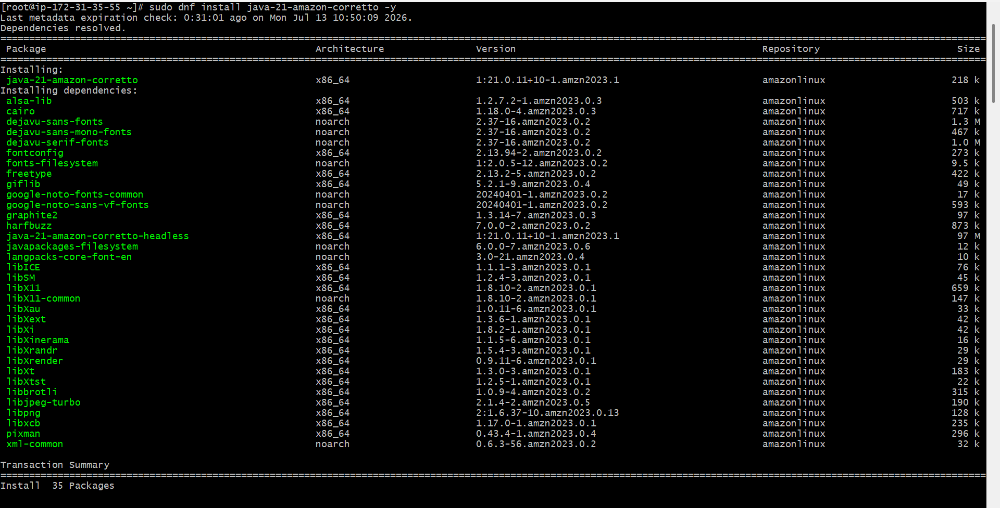 [root@ip-172-31-35-55 ~]# sudo dnf install java-21-amazon-corretto -y
Last metadata expiration check: 0:31:01 ago on Mon Jul 13 10:50:09 2026.
Dependencies resolved.
Package Architecture Version Repository Size
Installing:
java-21-amazon-corretto x86_64 1:21.0.11+10-1.amzn2023.1 amazonlinux 218 k
Installing dependencies:
alsa-lib x86_64 1.2.7.2-1.amzn2023.0.3 amazonlinux 503 k
cairo x86_64 1.18.0-4.amzn2023.0.3 amazonlinux 717 k
dejavu-sans-fonts noarch 2.37-16.amzn2023.0.2 amazonlinux 1.3 M
dejavu-sans-mono-fonts noarch 2.37-16.amzn2023.0.2 amazonlinux 467 k
dejavu-serif-fonts noarch 2.37-16.amzn2023.0.2 amazonlinux 1.0 M
fontconfig x86_64 2.13.94-2.amzn2023.0.2 amazonlinux 273 k
fonts-filesystem noarch 1:2.0.5-12.amzn2023.0.2 amazonlinux 9.5 k
freetype x86_64 2.13.2-5.amzn2023.0.2 amazonlinux 422 k
giflib x86_64 5.2.1-9.amzn2023.0.4 amazonlinux 49 k
google-noto-fonts-common noarch 20240401-1.amzn2023.0.2 amazonlinux 17 k
google-noto-sans-vf-fonts noarch 20240401-1.amzn2023.0.2 amazonlinux 593 k
graphite2 x86_64 1.3.14-7.amzn2023.0.3 amazonlinux 97 k
harfbuzz x86_64 7.0.0-2.amzn2023.0.2 amazonlinux 873 k
java-21-amazon-corretto-headless x86_64 1:21.0.11+10-1.amzn2023.1 amazonlinux 97 M
javapackages-filesystem noarch 6.0.0-7.amzn2023.0.6 amazonlinux 12 k
langpacks-core-font-en noarch 3.0-21.amzn2023.0.4 amazonlinux 10 k
libICE x86_64 1.1.1-3.amzn2023.0.1 amazonlinux 76 k
libSM x86_64 1.2.4-3.amzn2023.0.1 amazonlinux 45 k
libX11 x86_64 1.8.10-2.amzn2023.0.1 amazonlinux 659 k
libX11-common noarch 1.8.10-2.amzn2023.0.1 amazonlinux 147 k
libXau x86_64 1.0.11-6.amzn2023.0.1 amazonlinux 33 k
libXext x86_64 1.3.6-1.amzn2023.0.1 amazonlinux 42 k
libXi x86_64 1.8.2-1.amzn2023.0.1 amazonlinux 42 k
libXinerama x86_64 1.1.5-6.amzn2023.0.1 amazonlinux 16 k
libXrandr x86_64 1.5.4-3.amzn2023.0.1 amazonlinux 29 k
libXrender x86_64 0.9.11-6.amzn2023.0.1 amazonlinux 29 k
libXt x86_64 1.3.0-3.amzn2023.0.1 amazonlinux 183 k
libXtst x86_64 1.2.5-1.amzn2023.0.1 amazonlinux 22 k
libbrotli x86_64 1.0.9-4.amzn2023.0.2 amazonlinux 315 k
libjpeg-turbo x86_64 2.1.4-2.amzn2023.0.5 amazonlinux 190 k
libpng x86_64 2:1.6.37-10.amzn2023.0.13 amazonlinux 128 k
libxcb x86_64 1.17.0-1.amzn2023.0.1 amazonlinux 235 k
pixman x86_64 0.43.4-1.amzn2023.0.4 amazonlinux 296 k
xml-common noarch 0.6.3-56.amzn2023.0.2 amazonlinux 32 k
Transaction Summary
Install 35 Packages